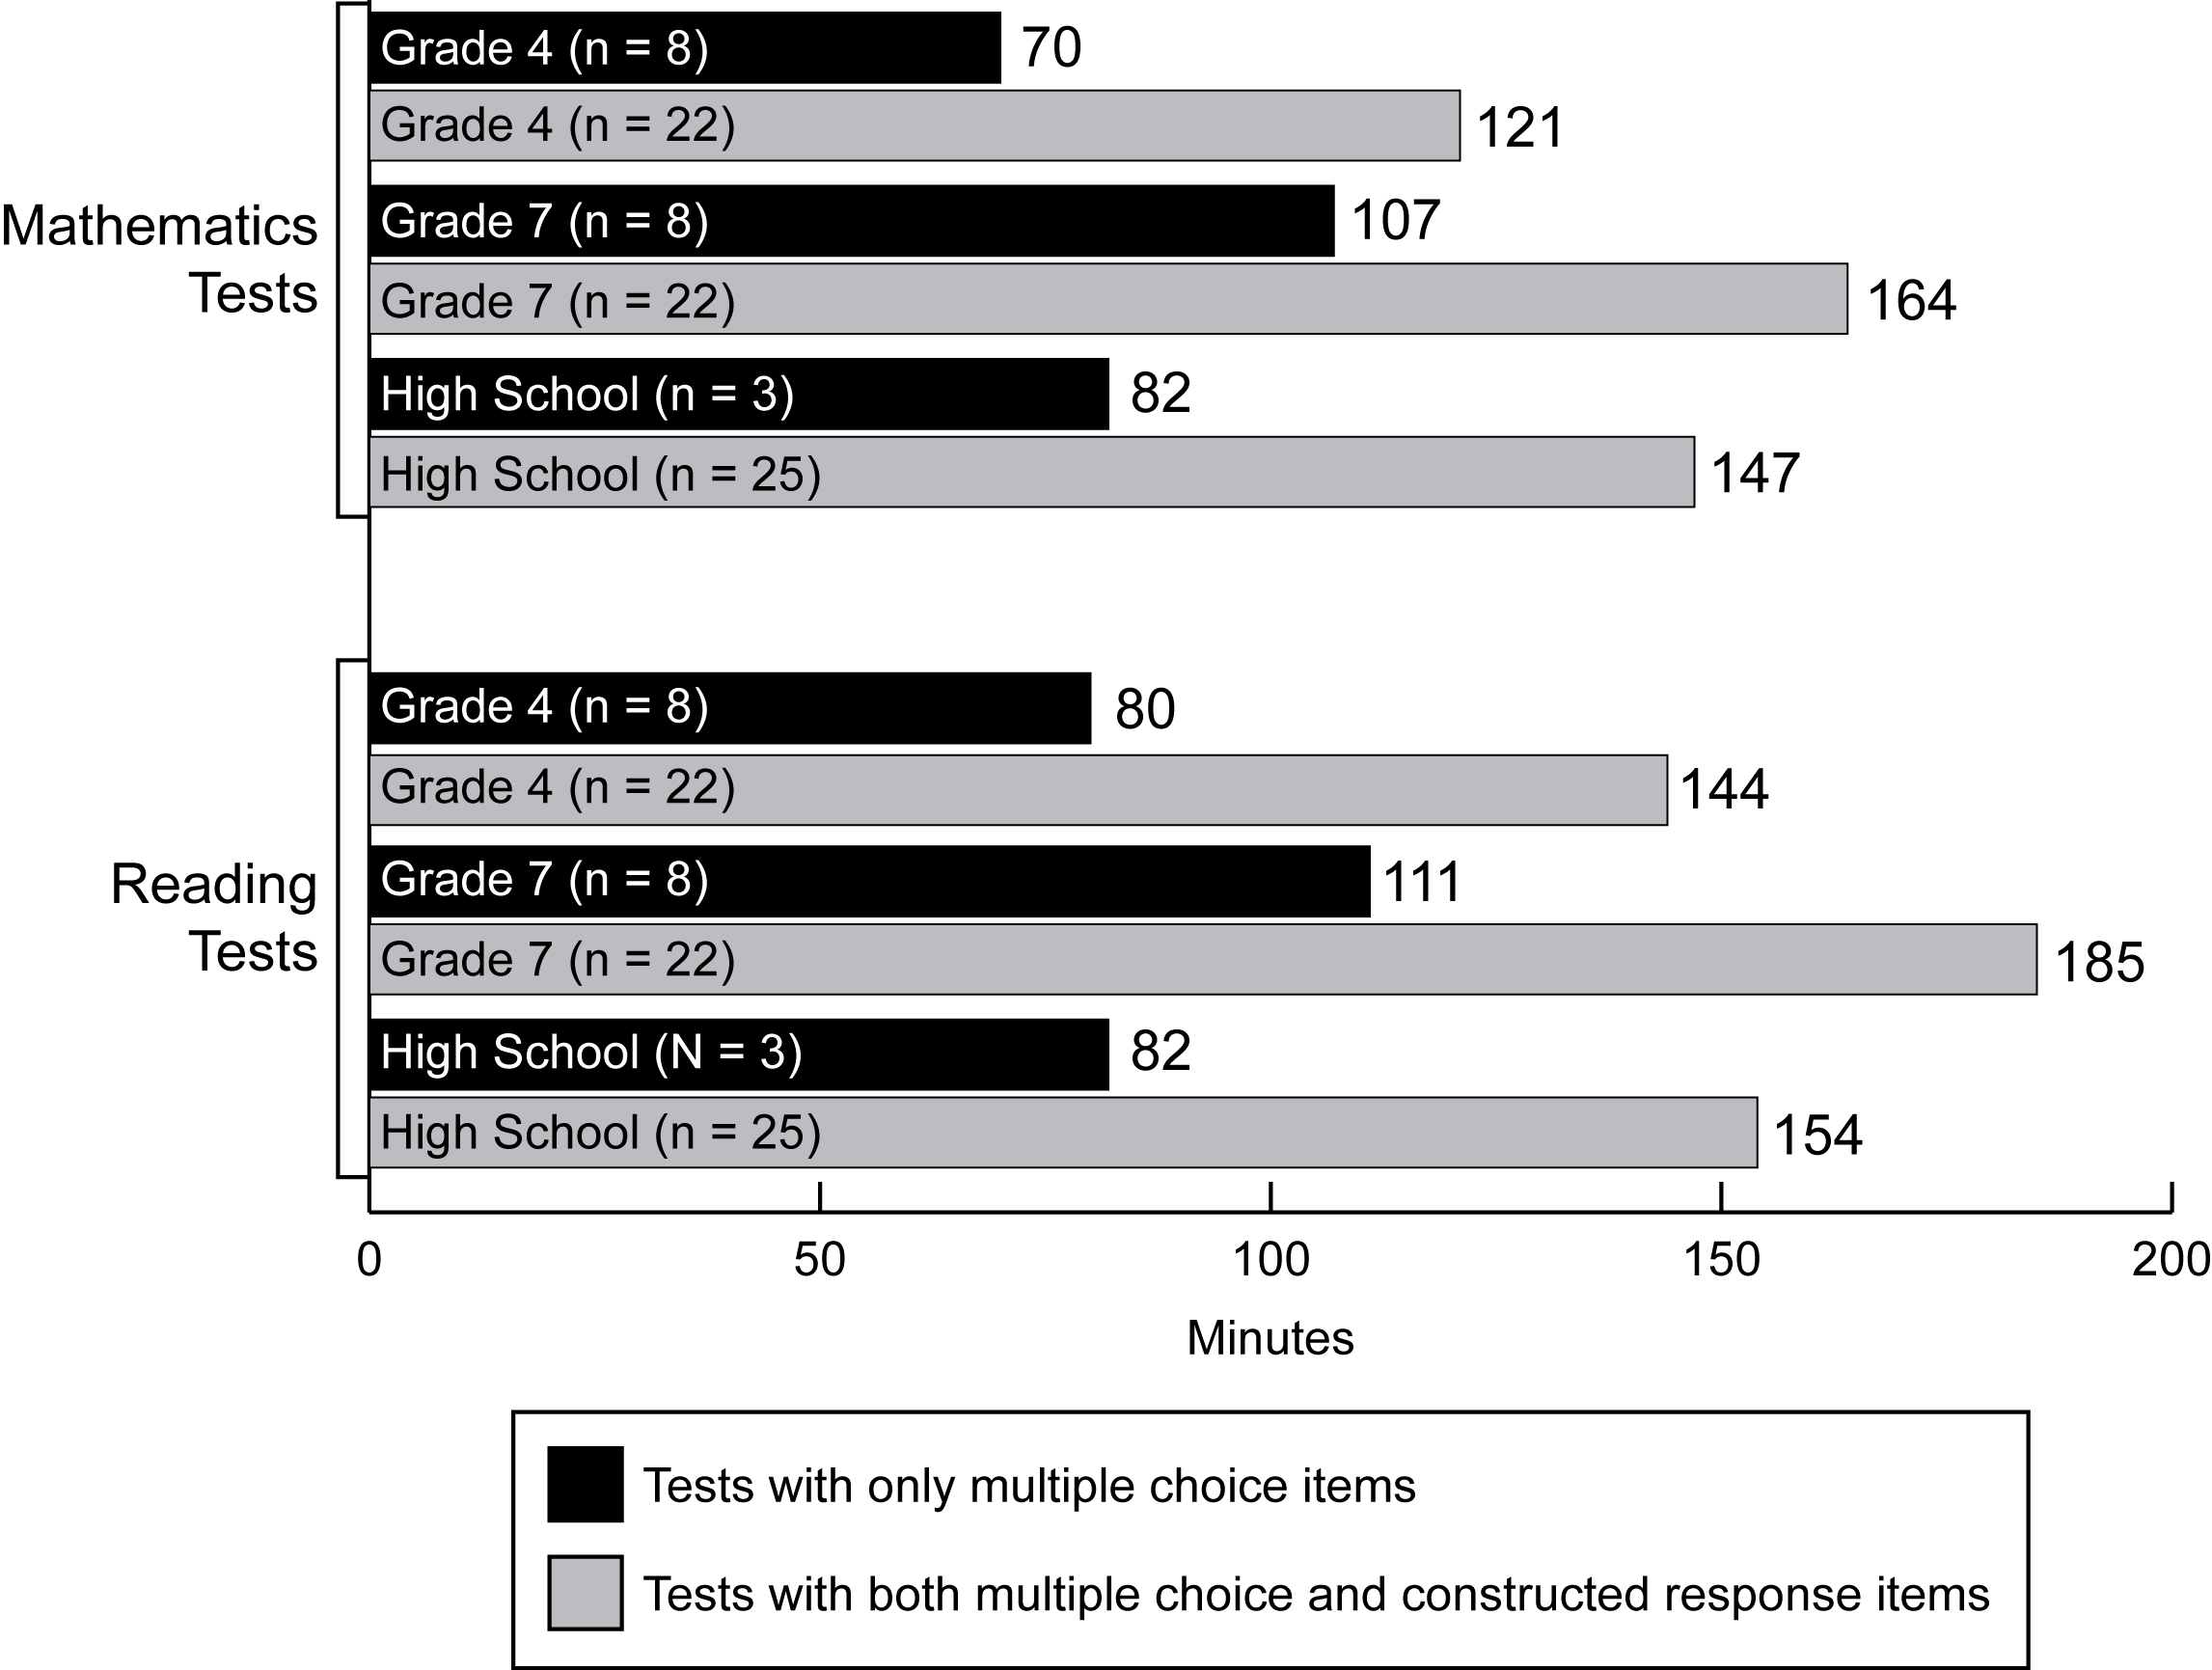 Grade 4 (n = 8) 70
Grade 4 (n = 22) 121
Grade 7 (n = 8) 107
Mathematics
Tests
Grade 7 (n = 22) 164
High School (n = 3) 82
High School (n = 25) 147
Grade 4 (n = 8) 80
Grade 4 (n = 22) 144
Grade 7 (n = 8) 111
Reading
Tests
Grade 7 (n = 22) 185
High School (N = 3) 82
High School (n = 25) 154
0 50 100 150 200
Minutes
Tests with only multiple choice items
Tests with both multiple choice and constructed response items